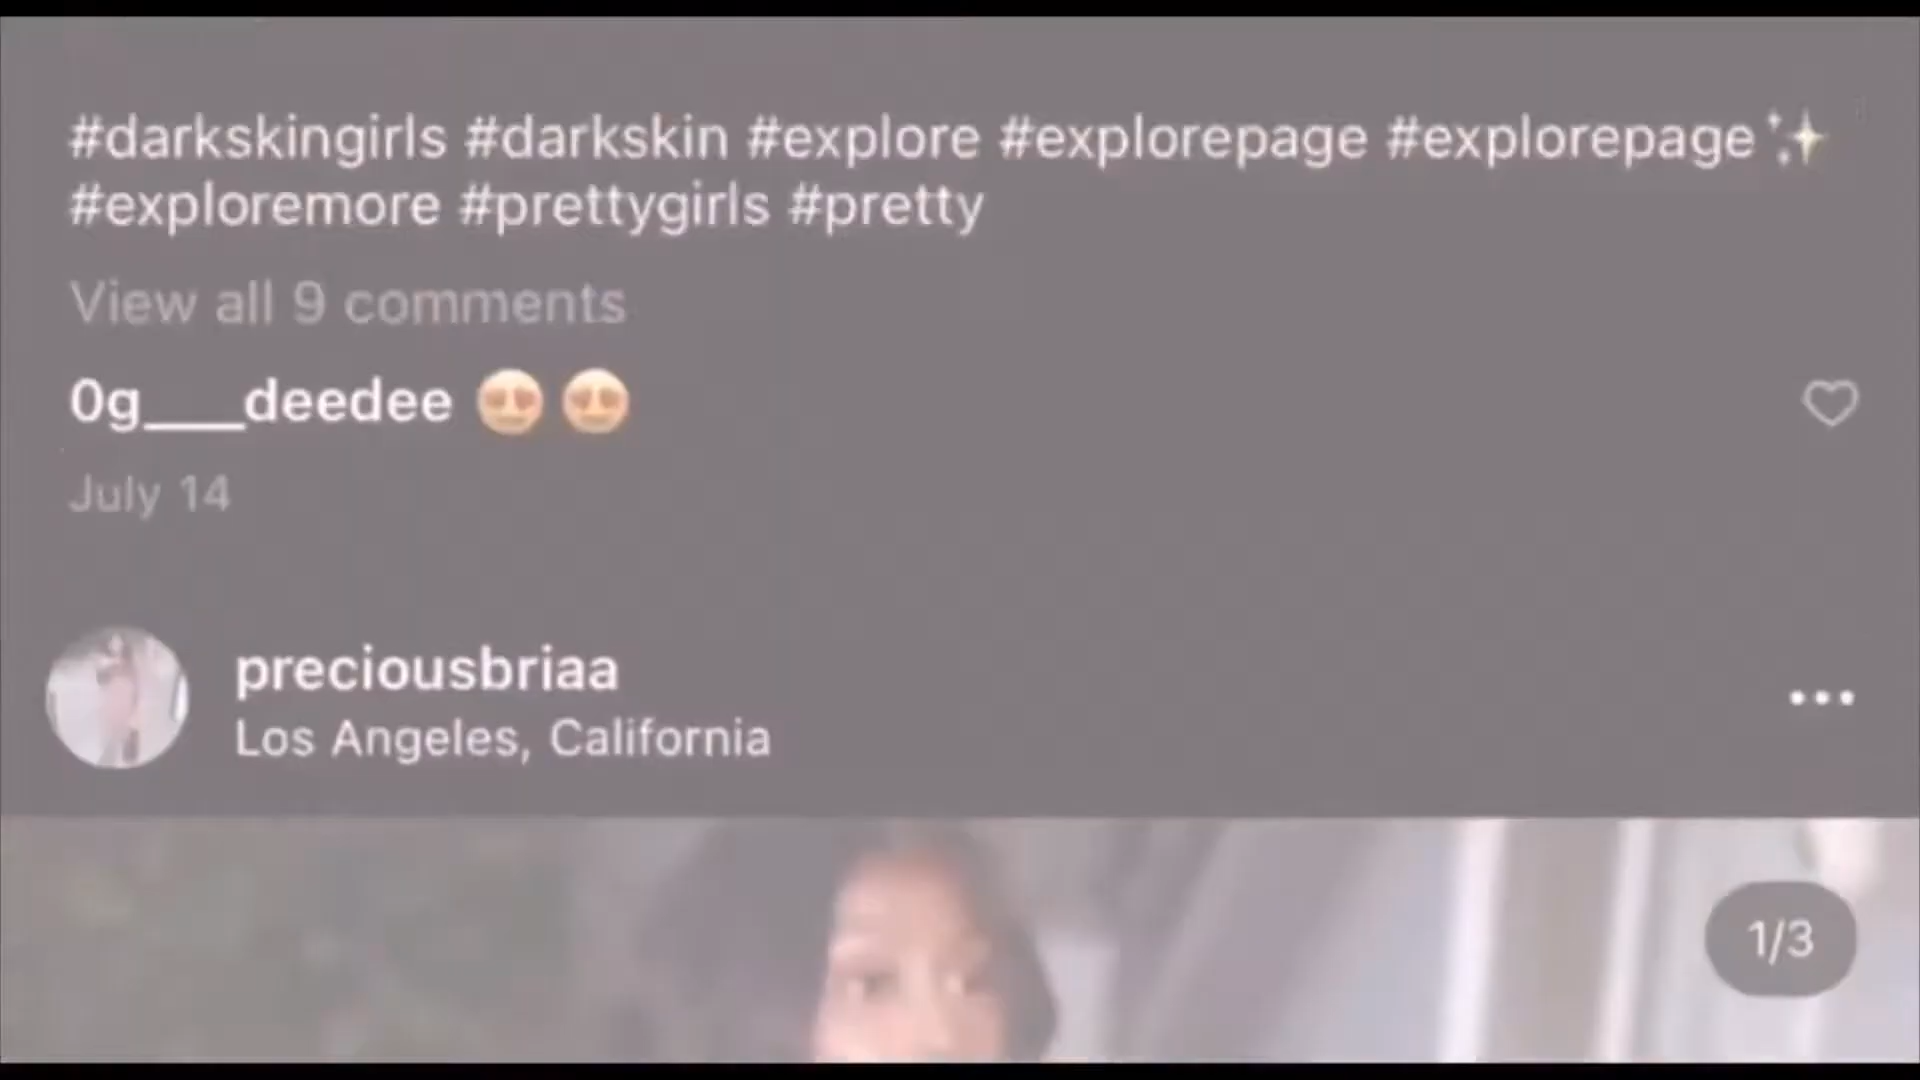 #darkskingirls #darkskin #explore #explorepage #explorepage✨
#exploremore #prettygirls #pretty
View all 9 comments
0g___deedee 😍 😍
July 14
preciousbriaa
Los Angeles, California
1/3